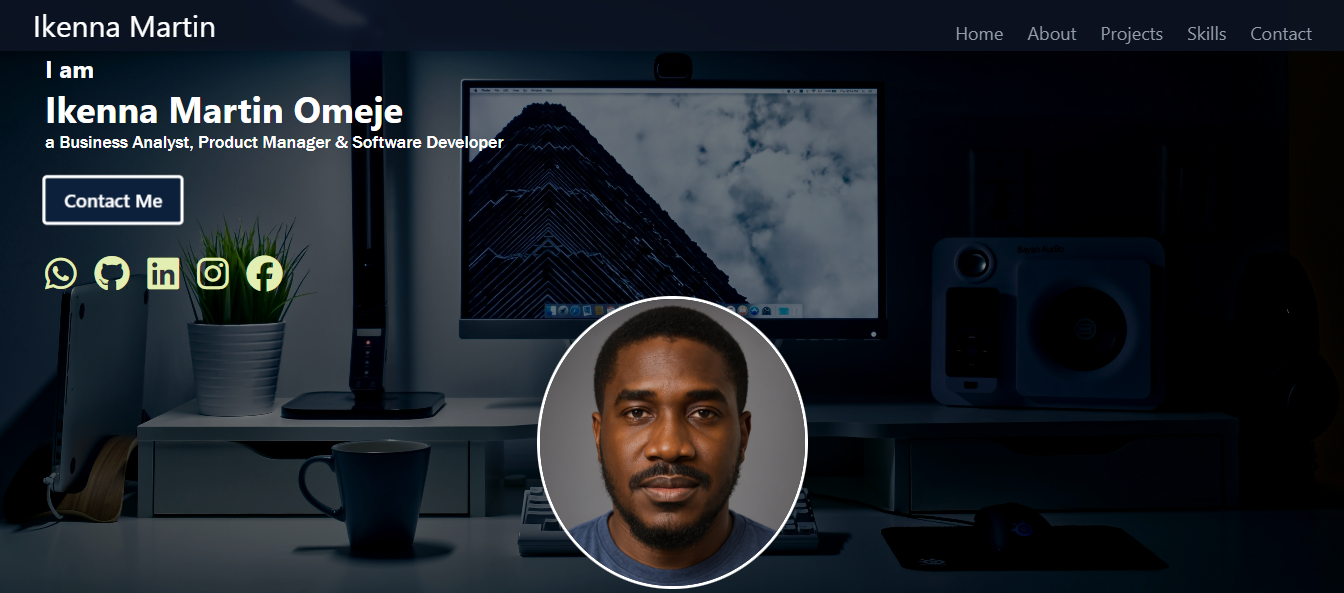 Ikenna Martin
Home About Projects Skills Contact
I am
Ikenna Martin Omeje
a Business Analyst, Product Manager & Software Developer
Contact Me
in